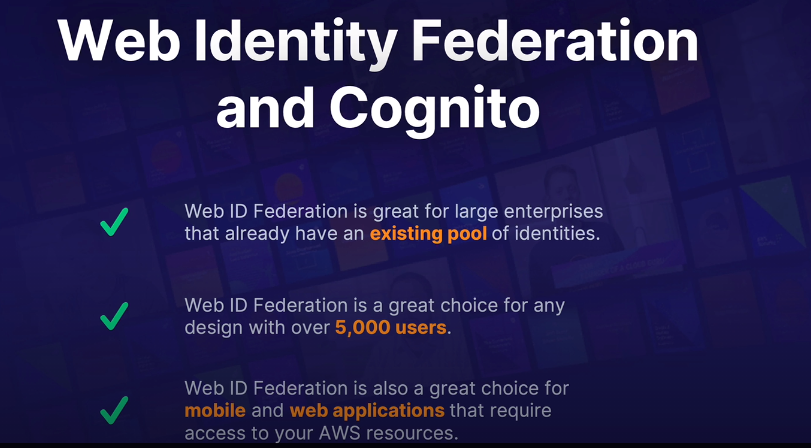 Web Identity Federation
and Cognito
Web ID Federation is great for large enterprises
that already have an existing pool of identities.
Web ID Federation is a great choice for any
design with over 5,000 users.
Web ID Federation is also a great choice for
mobile and web applications that require
access to your AWS resources.